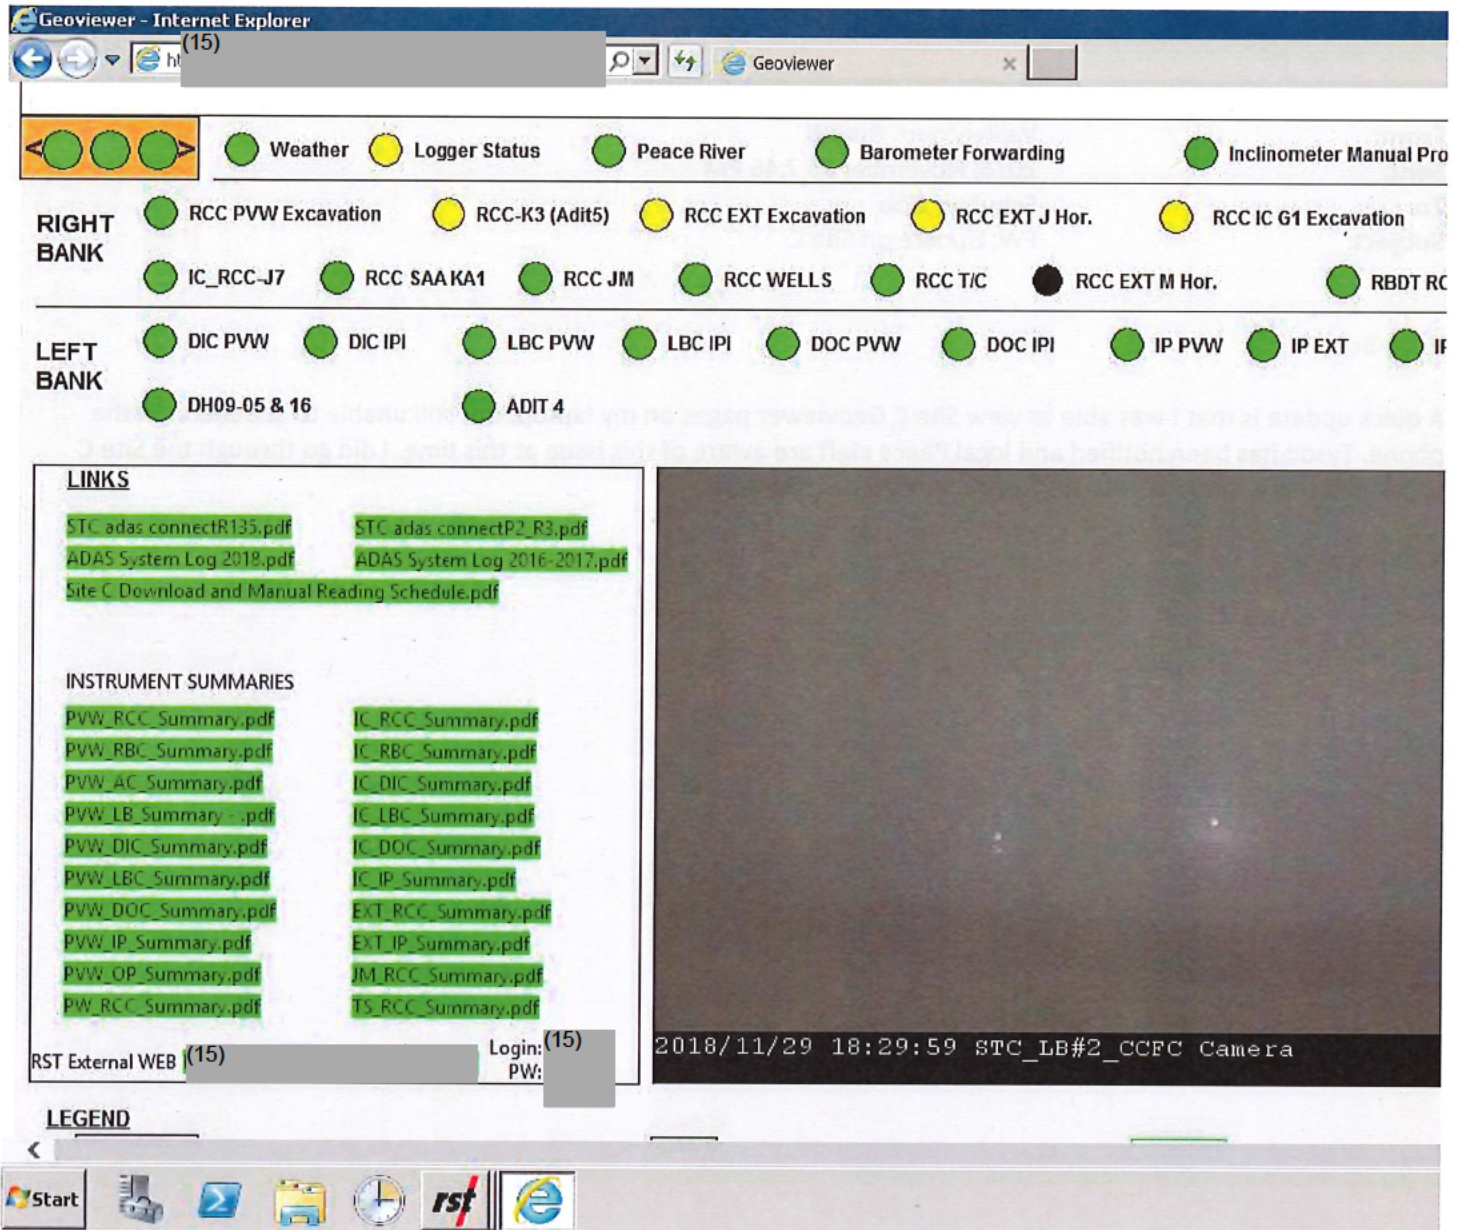 Geoviewer - Internet Explorer
(15)
Geoviewer
Weather Logger Status Peace River Barometer Forwarding Inclinometer Manual Pro
RIGHT BANK
RCC PVW Excavation RCC-K3 (Adit5) RCC EXT Excavation RCC EXT J Hor. RCC IC G1 Excavation
IC_RCC-J7 RCC SAA KA1 RCC JM RCC WELLS RCC T/C RCC EXT M Hor. RBDT RC
LEFT BANK
DIC PVW DIC IPI LBC PVW LBC IPI DOC PVW DOC IPI IP PVW IP EXT IF
DH09-05 & 16 ADIT 4
LINKS
STC adas connectR135.pdf STC adas connectP2_R3.pdf
ADAS System Log 2018.pdf ADAS System Log 2016-2017.pdf
Site C Download and Manual Reading Schedule.pdf
INSTRUMENT SUMMARIES
PVW_RCC_Summary.pdf IC_RCC_Summary.pdf
PVW_RBC_Summary.pdf IC_RBC_Summary.pdf
PVW_AC_Summary.pdf IC_DIC_Summary.pdf
PVW_LB_Summary - .pdf IC_LBC_Summary.pdf
PVW_DIC_Summary.pdf IC_DOC_Summary.pdf
PVW_LBC_Summary.pdf IC_IP_Summary.pdf
PVW_DOC_Summary.pdf EXT_RCC_Summary.pdf
PVW_IP_Summary.pdf EXT_IP_Summary.pdf
PVW_OP_Summary.pdf JM_RCC_Summary.pdf
PW_RCC_Summary.pdf TS_RCC_Summary.pdf
RST External WEB (15) Login: (15)
PW:
2018/11/29 18:29:59 STC_LB#2_CCFC Camera
LEGEND
Start rst